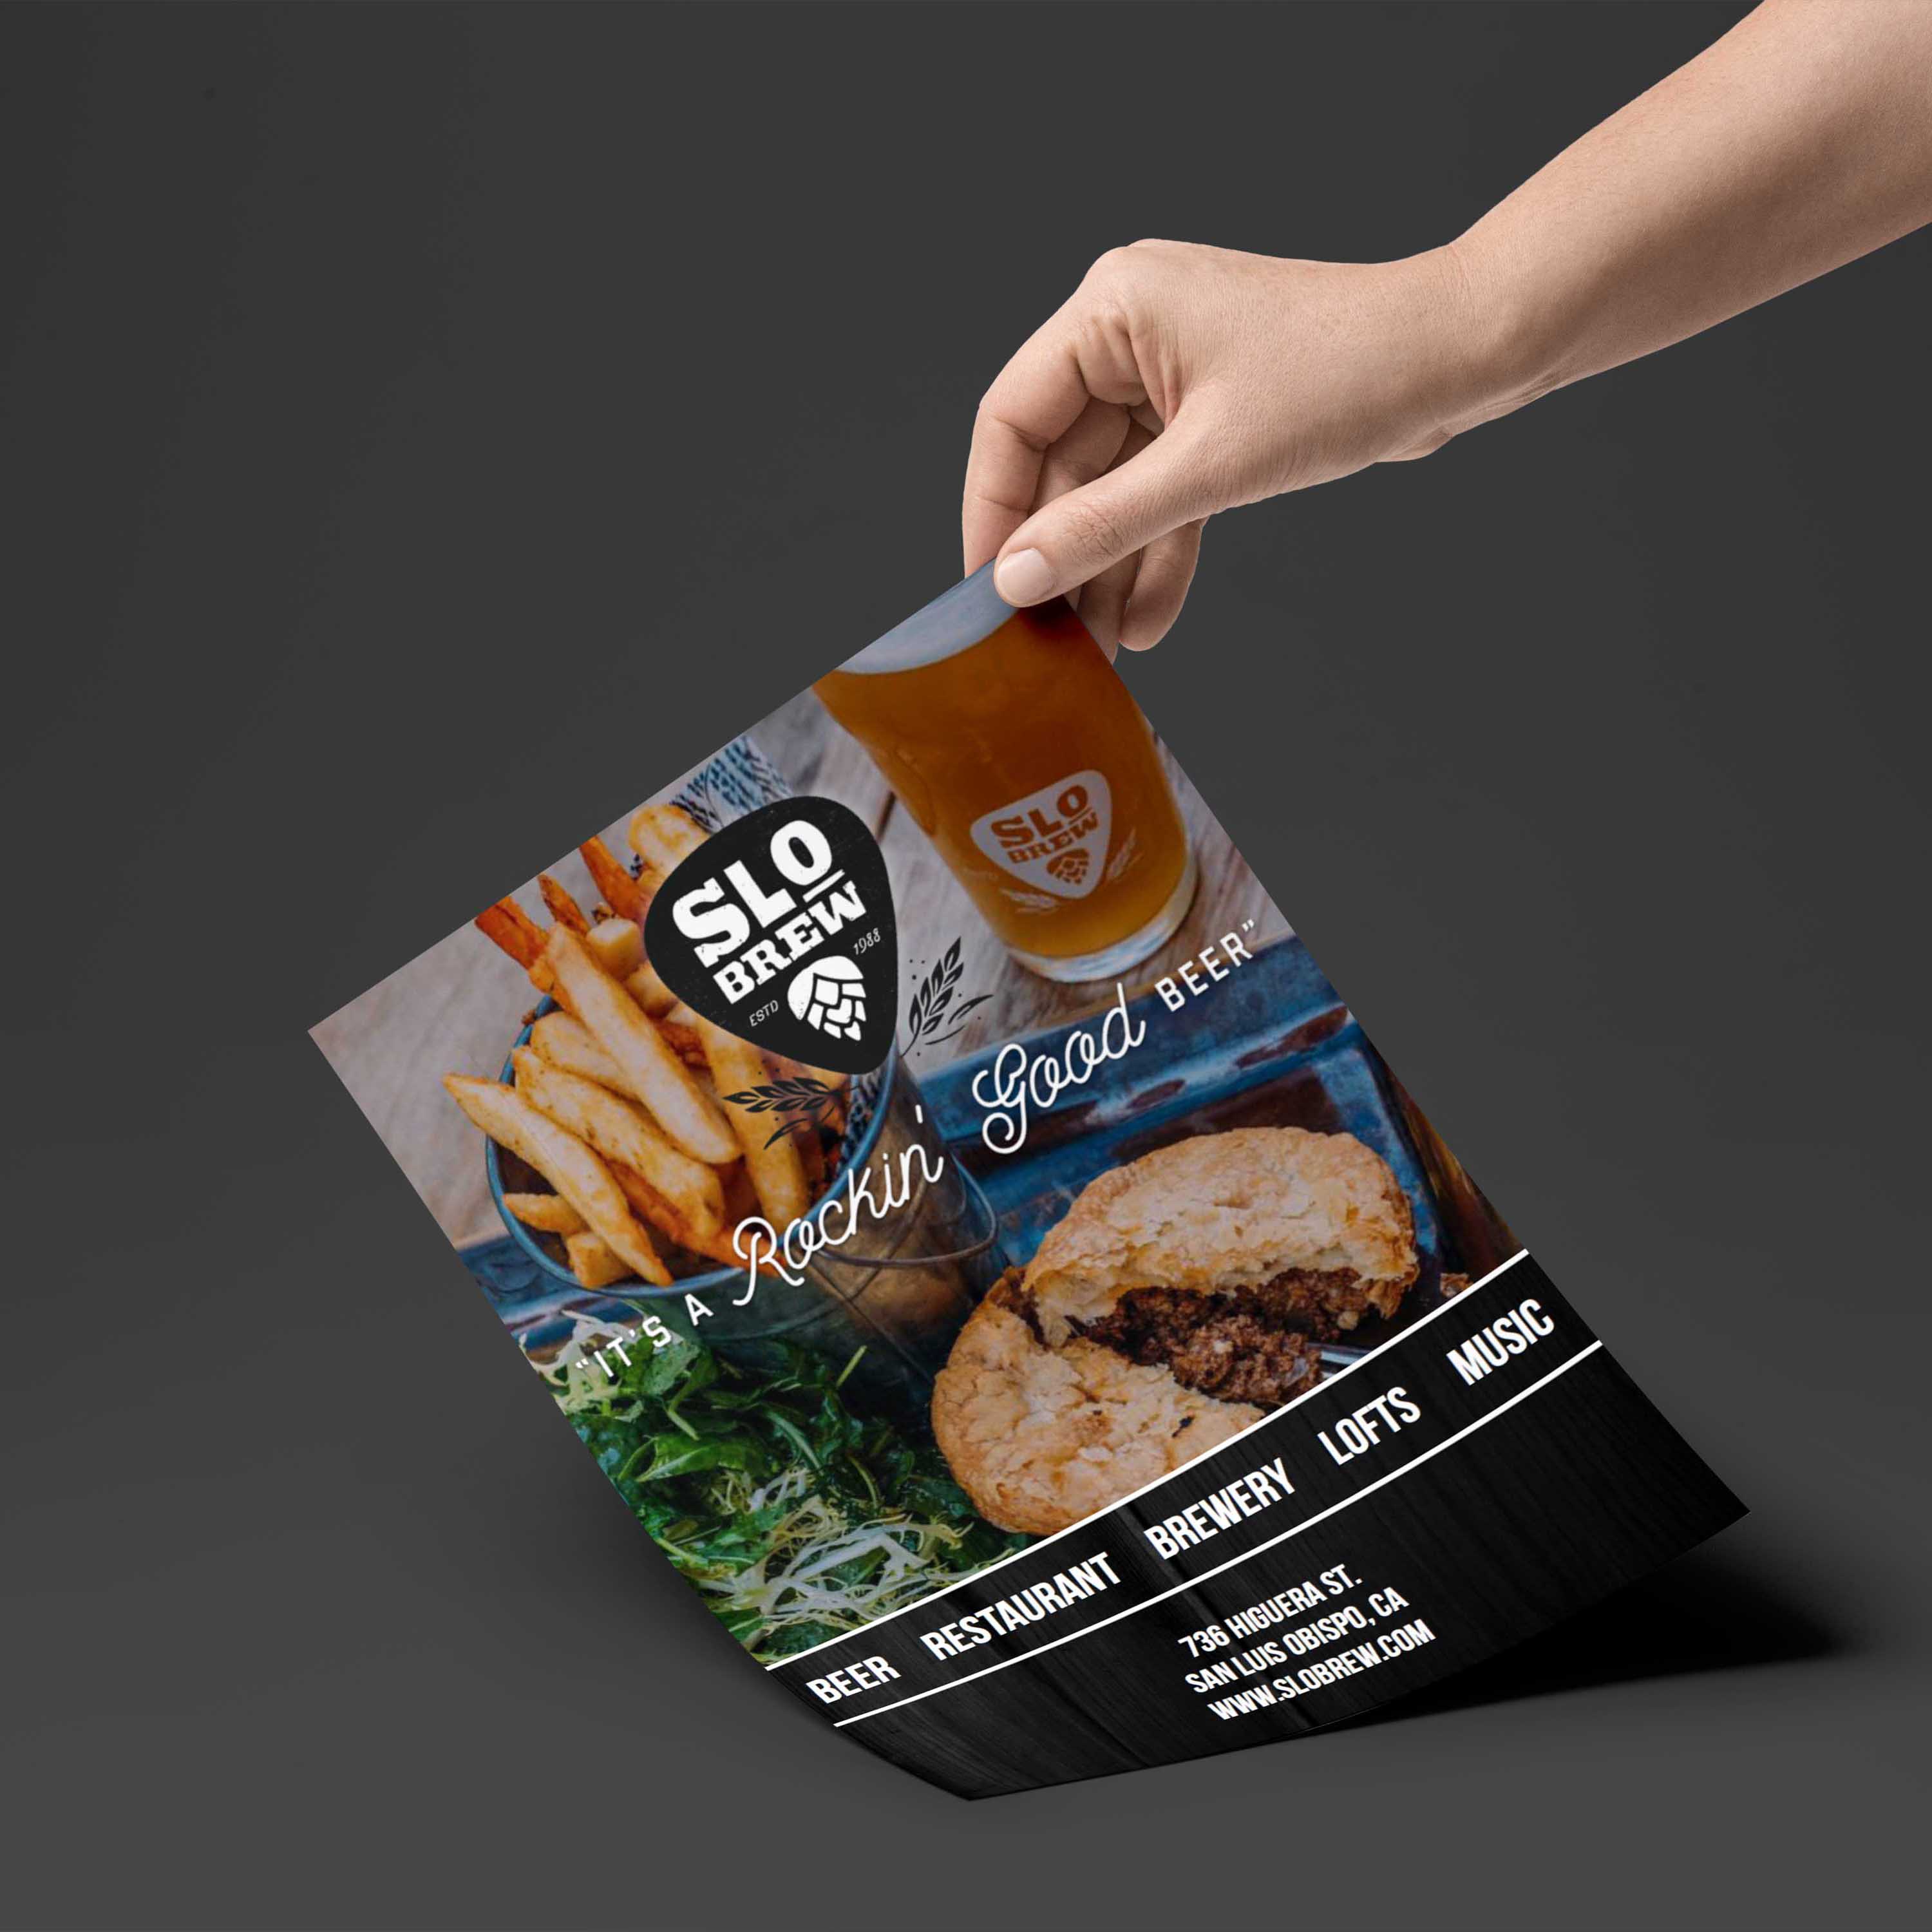 SLO
BREW
ESTD 1988
SLO
BREW
"IT'S A Rockin' Good BEER"
BEER RESTAURANT BREWERY LOFTS MUSIC
736 HIGUERA ST.
SAN LUIS OBISPO, CA
WWW.SLOBREW.COM